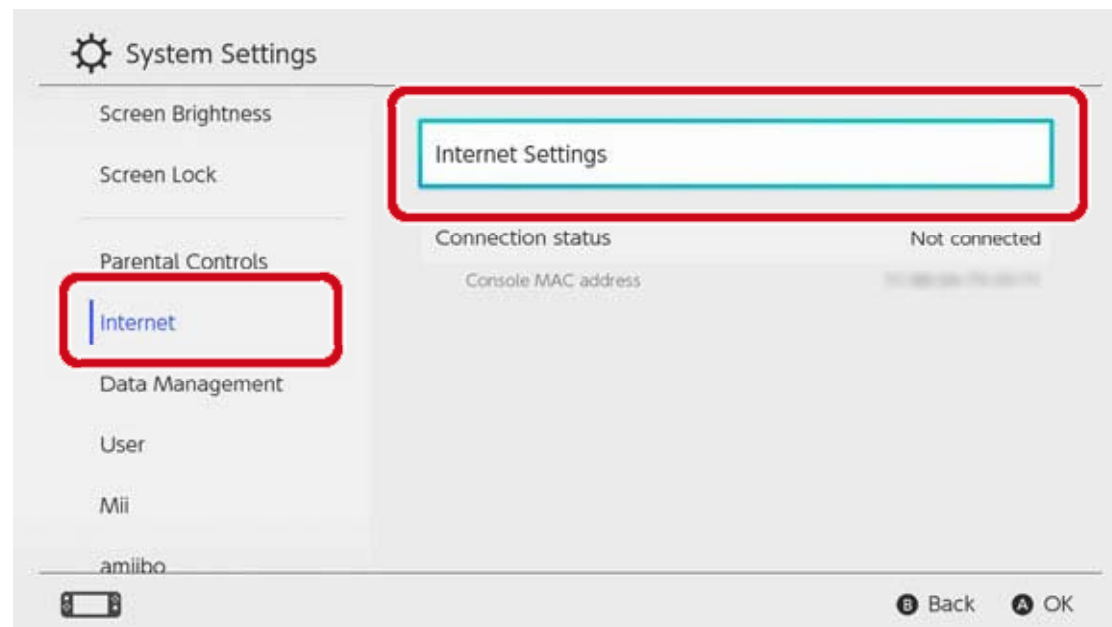 System Settings
Screen Brightness
Screen Lock
Parental Controls
Internet
Data Management
User
Mii
amiibo
Internet Settings
Connection status Not connected
Console MAC address
B Back A OK